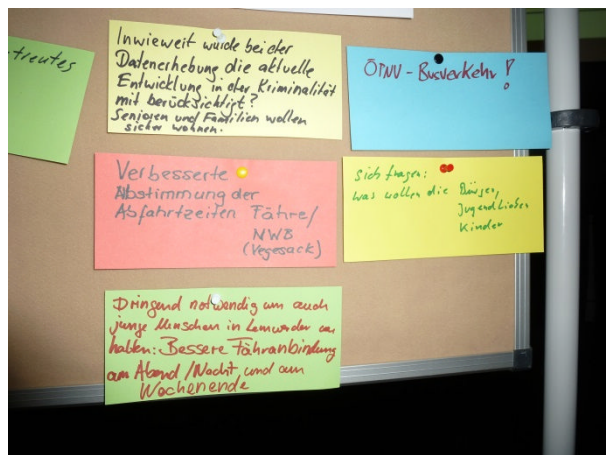 treutes
Inwieweit wurde bei der
Datenerhebung die aktuelle
Entwicklung in der Kriminalität
mit berücksichtigt?
Senioren und Familien wollen
sicher wohnen.
ÖPNV - Busverkehr!
Verbesserte
Abstimmung der
Abfahrtzeiten Fähre/
NWB
(Vegesack)
Sich fragen:
was wollen die Bürger,
Jugendlichen
Kinder
Dringend notwendig um auch
junge Menschen in Lemwerder zu
halten: Bessere Fähranbindung
am Abend/Nacht und am
Wochenende